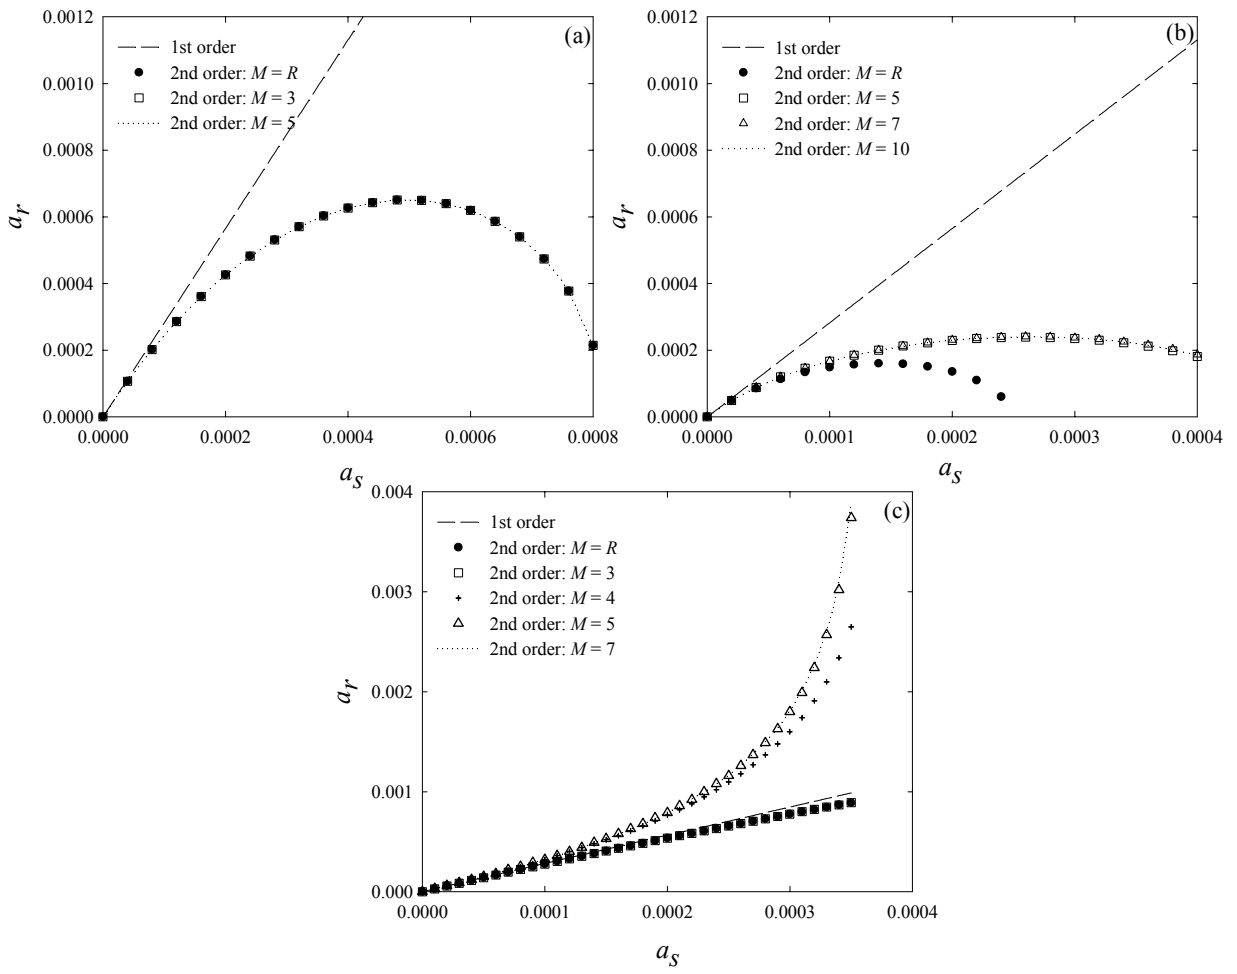 (a)
1st order
2nd order: M = R
2nd order: M = 3
2nd order: M = 5
0.0012
0.0010
0.0008
0.0006
0.0004
0.0002
0.0000
a_r
0.0000 0.0002 0.0004 0.0006 0.0008
a_s
(b)
1st order
2nd order: M = R
2nd order: M = 5
2nd order: M = 7
2nd order: M = 10
0.0012
0.0010
0.0008
0.0006
0.0004
0.0002
0.0000
a_r
0.0000 0.0001 0.0002 0.0003 0.0004
a_s
(c)
1st order
2nd order: M = R
2nd order: M = 3
2nd order: M = 4
2nd order: M = 5
2nd order: M = 7
0.004
0.003
0.002
0.001
0.000
a_r
0.0000 0.0001 0.0002 0.0003 0.0004
a_s